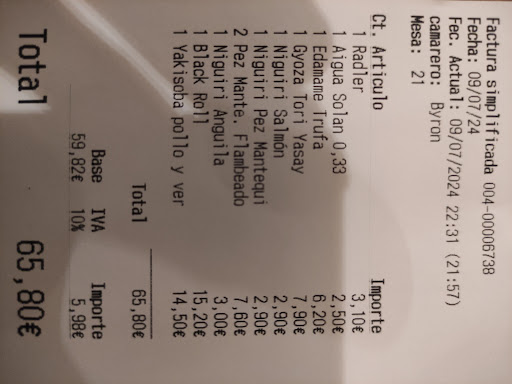 Factura simplificada 004-00006738
Fecha: 09/07/24
Fec. Actual: 09/07/2024 22:31 (21:57)
Camarero: Byron
Mesa: 21
Ct. Artículo Importe
1 Radler 3,10€
1 Aigua Solan 0,33 2,50€
1 Edamame Trufa 6,20€
1 Gyoza Tori Yasay 7,90€
1 Niguiri Salmón 2,90€
1 Niguiri Pez Mantequi 2,90€
2 Pez Mante. Flambeado 7,60€
1 Niguiri Anguila 3,00€
1 Black Roll 15,20€
1 Yakisoba pollo y ver 14,50€
Total 65,80€
Base IVA Importe
59,82€ 10% 5,98€
Total 65,80€